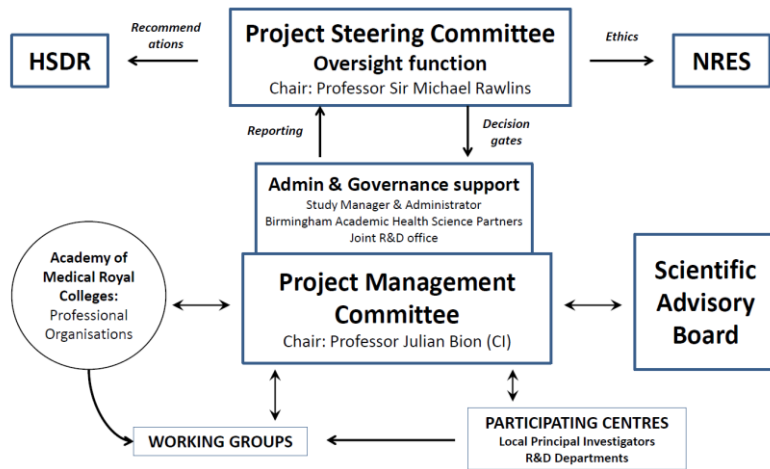 HSDR
Recommend
ations
Project Steering Committee
Oversight function
Chair: Professor Sir Michael Rawlins
Ethics
NRES
Reporting
Decision
gates
Admin & Governance support
Study Manager & Administrator
Birmingham Academic Health Science Partners
Joint R&D office
Academy of
Medical Royal
Colleges:
Professional
Organisations
Project Management
Committee
Chair: Professor Julian Bion (CI)
Scientific
Advisory
Board
WORKING GROUPS
PARTICIPATING CENTRES
Local Principal Investigators
R&D Departments